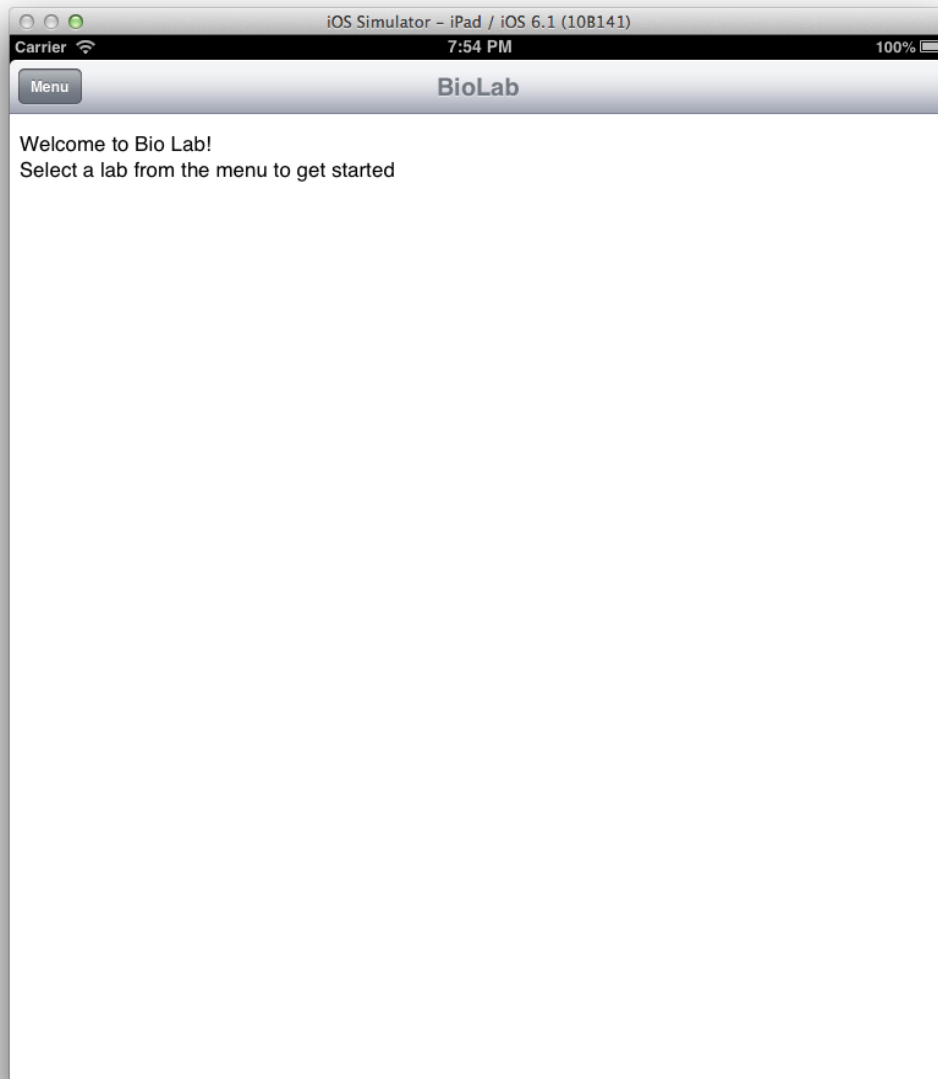 iOS Simulator – iPad / iOS 6.1 (10B141)
Carrier 7:54 PM 100%
Menu BioLab
Welcome to Bio Lab!
Select a lab from the menu to get started